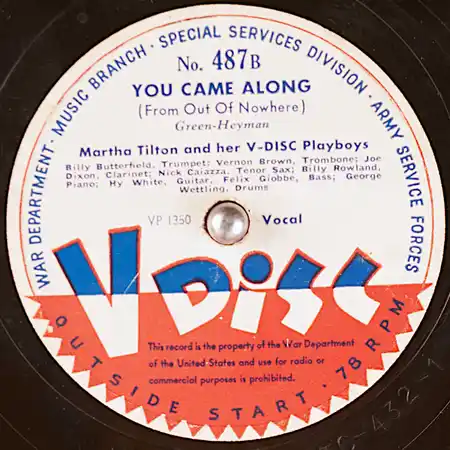 WAR DEPARTMENT · MUSIC BRANCH · SPECIAL SERVICES DIVISION · ARMY SERVICE FORCES
No. 487B
YOU CAME ALONG
(From Out Of Nowhere)
Green-Heyman
Martha Tilton and her V-DISC Playboys
Billy Butterfield, Trumpet; Vernon Brown, Trombone; Joe
Dixon, Clarinet; Nick Caiazza, Tenor Sax; Billy Rowland,
Piano; Hy White, Guitar, Felix Giobbe, Bass; George
Wettling, Drums
VP 1350 Vocal
V DISC
This record is the property of the War Department
of the United States and use for radio or
commercial purposes is prohibited.
OUTSIDE START · 78 RPM